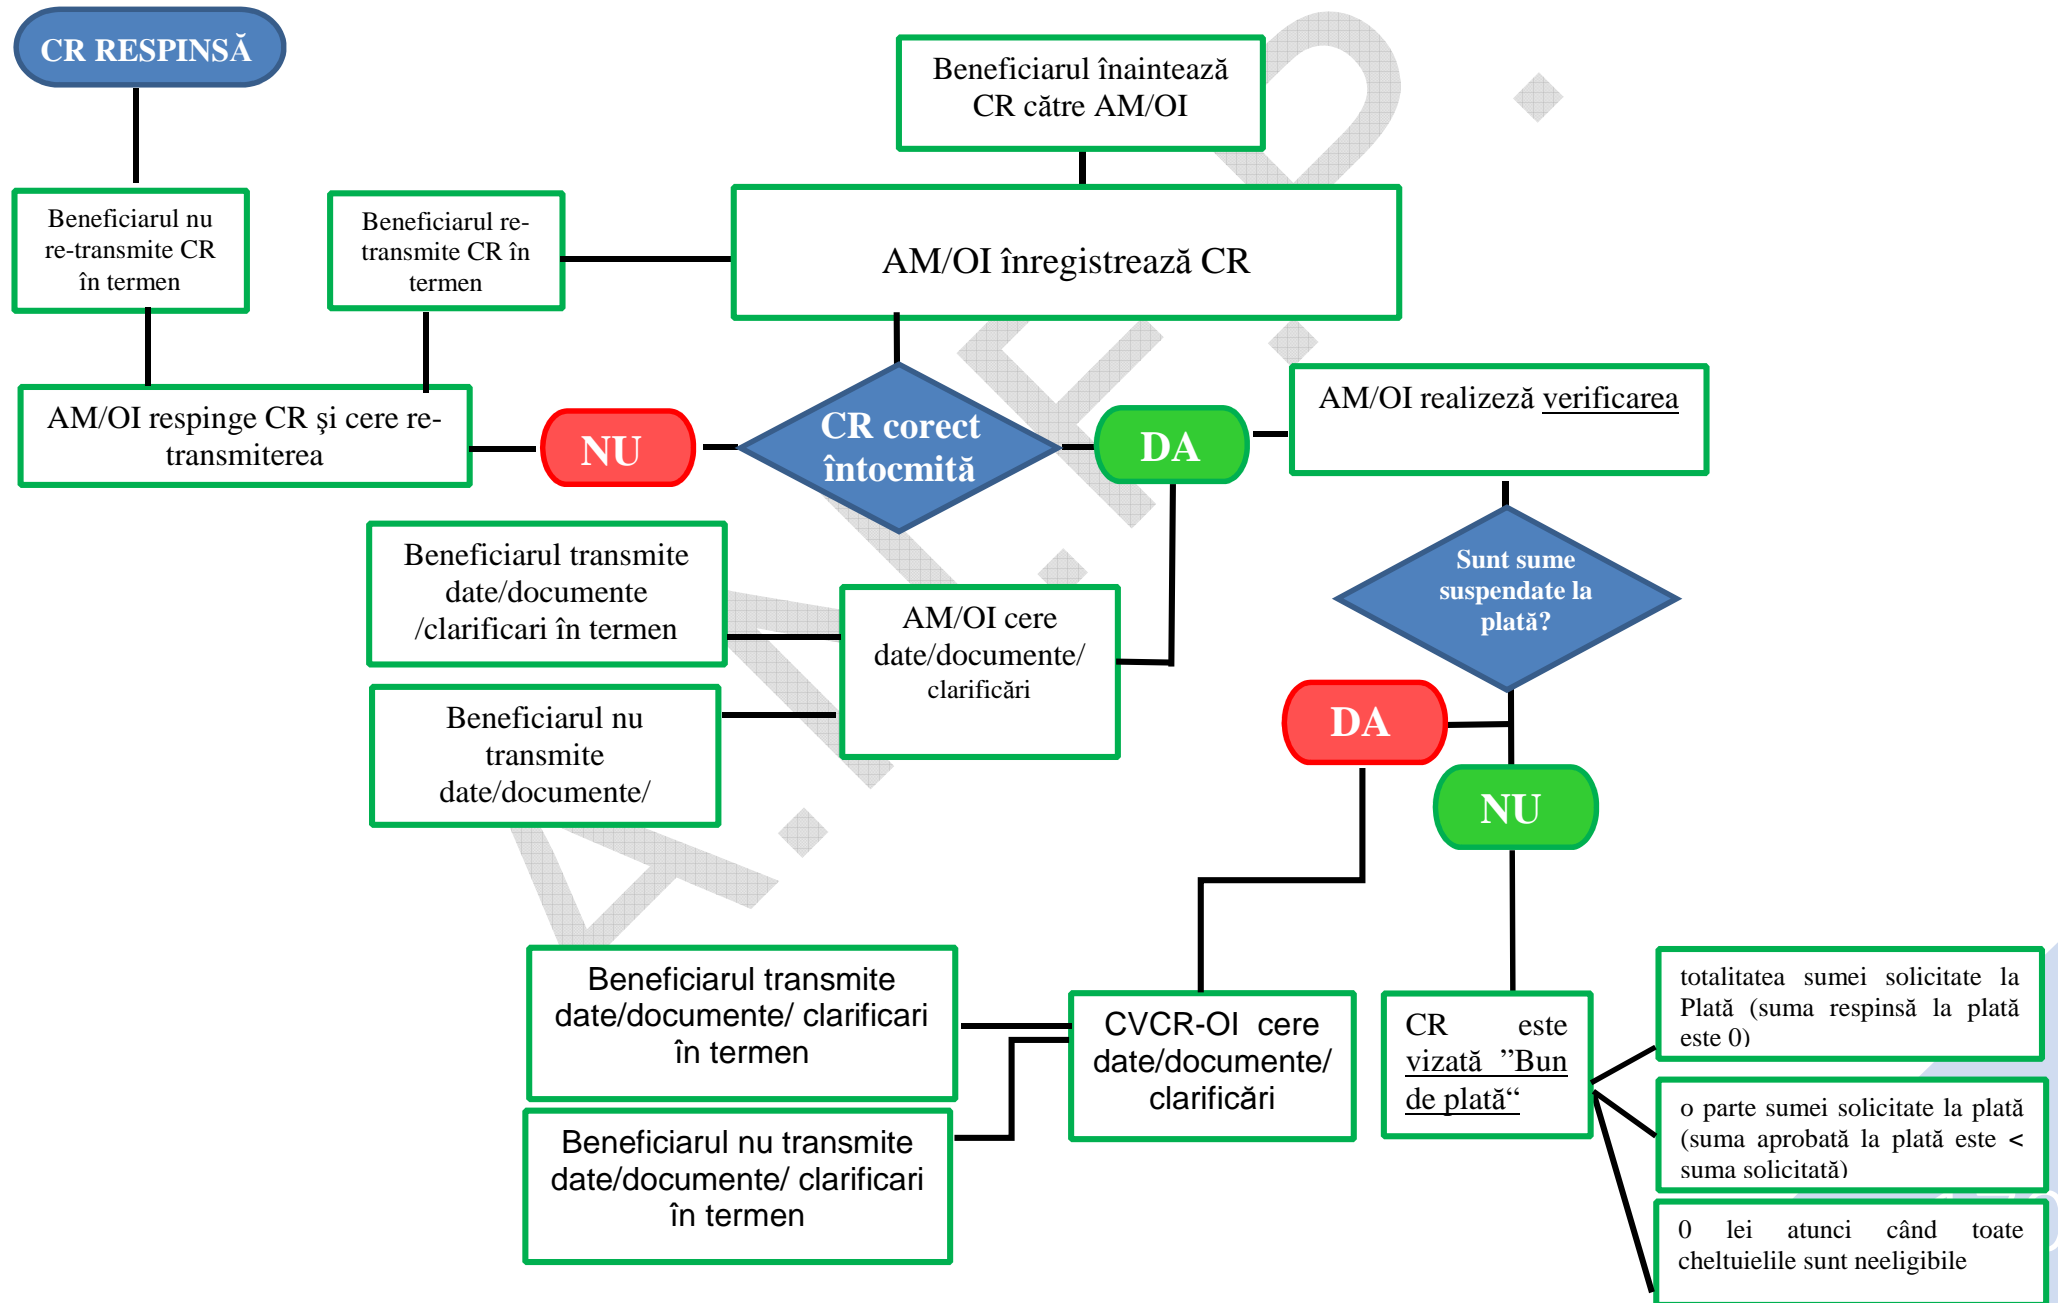 CR RESPINSĂ
Beneficiarul înaintează
CR către AM/OI
Beneficiarul nu
re-transmite CR
în termen
Beneficiarul re-
transmite CR în
termen
AM/OI înregistrează CR
AM/OI respinge CR şi cere re-
transmiterea
NU
CR corect
întocmită
DA
AM/OI realizeză verificarea
Beneficiarul transmite
date/documente
/clarificari în termen
AM/OI cere
date/documente/
clarificări
Sunt sume
suspendate la
plată?
Beneficiarul nu
transmite
date/documente/
DA
NU
Beneficiarul transmite
date/documente/ clarificari
în termen
CVCR-OI cere
date/documente/
clarificări
CR este
vizată ”Bun
de plată“
totalitatea sumei solicitate la
Plată (suma respinsă la plată
este 0)
o parte sumei solicitate la plată
(suma aprobată la plată este <
suma solicitată)
Beneficiarul nu transmite
date/documente/ clarificari
în termen
0 lei atunci când toate
cheltuielile sunt neeligibile